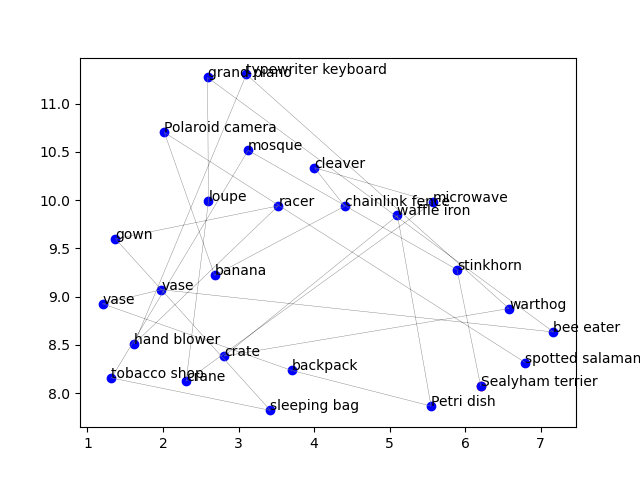 grand piano
typewriter keyboard
11.0
Polaroid camera
10.5
mosque
cleaver
10.0
loupe
racer
chainlink fence
microwave
waffle iron
9.5
gown
stinkhorn
banana
9.0
vase
vase
warthog
bee eater
8.5
hand blower
crate
spotted salaman
backpack
8.0
tobacco shop
crane
Sealyham terrier
sleeping bag
Petri dish
1 2 3 4 5 6 7